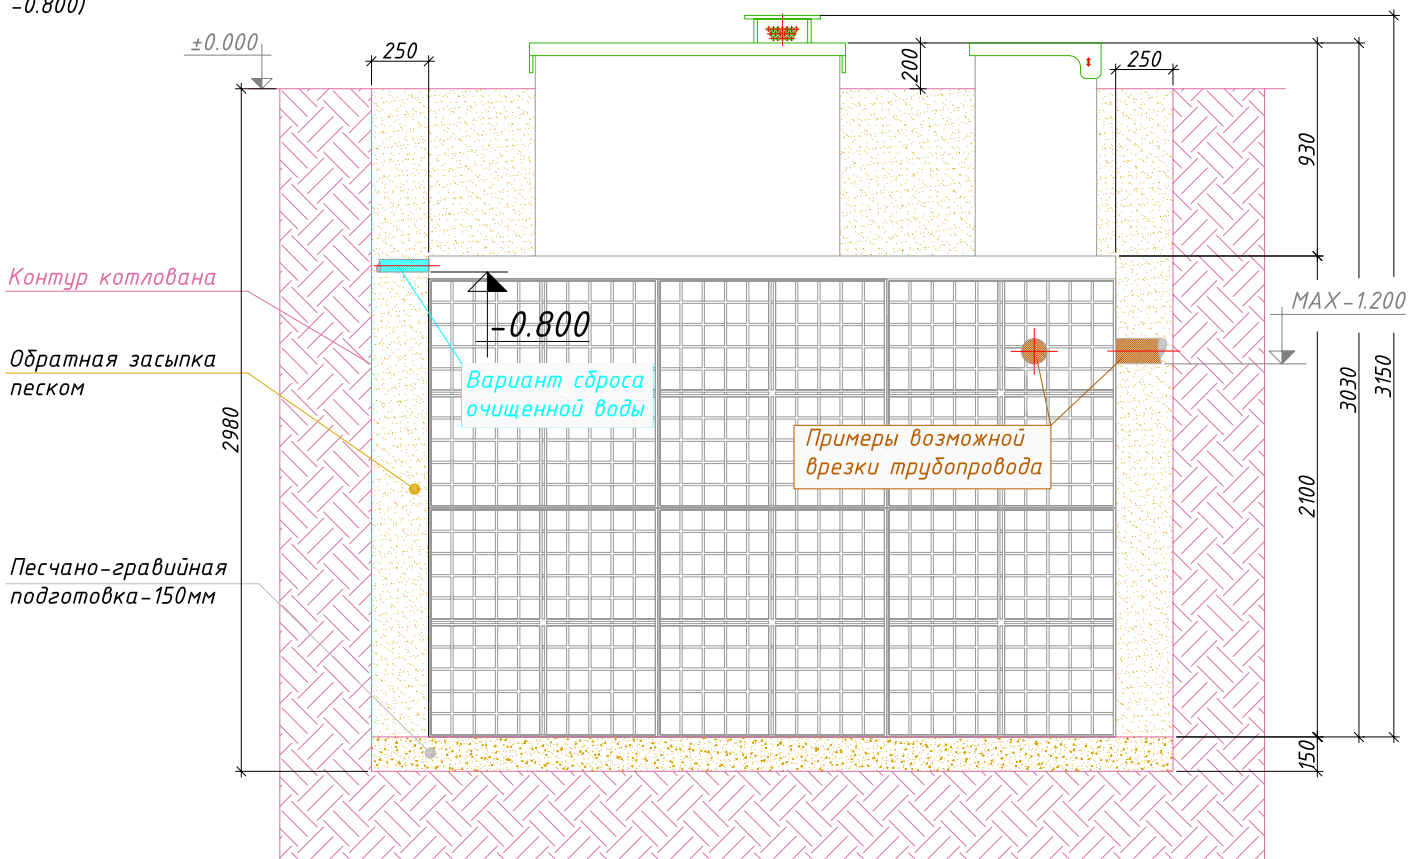 -0.800)
±0.000
250
200
250
930
Контур котлована
-0.800
MAX-1.200
Обратная засыпка
песком
Вариант сброса
очищенной воды
3030
3150
2980
Примеры возможной
врезки трубопровода
2100
Песчано-гравийная
подготовка-150мм
150